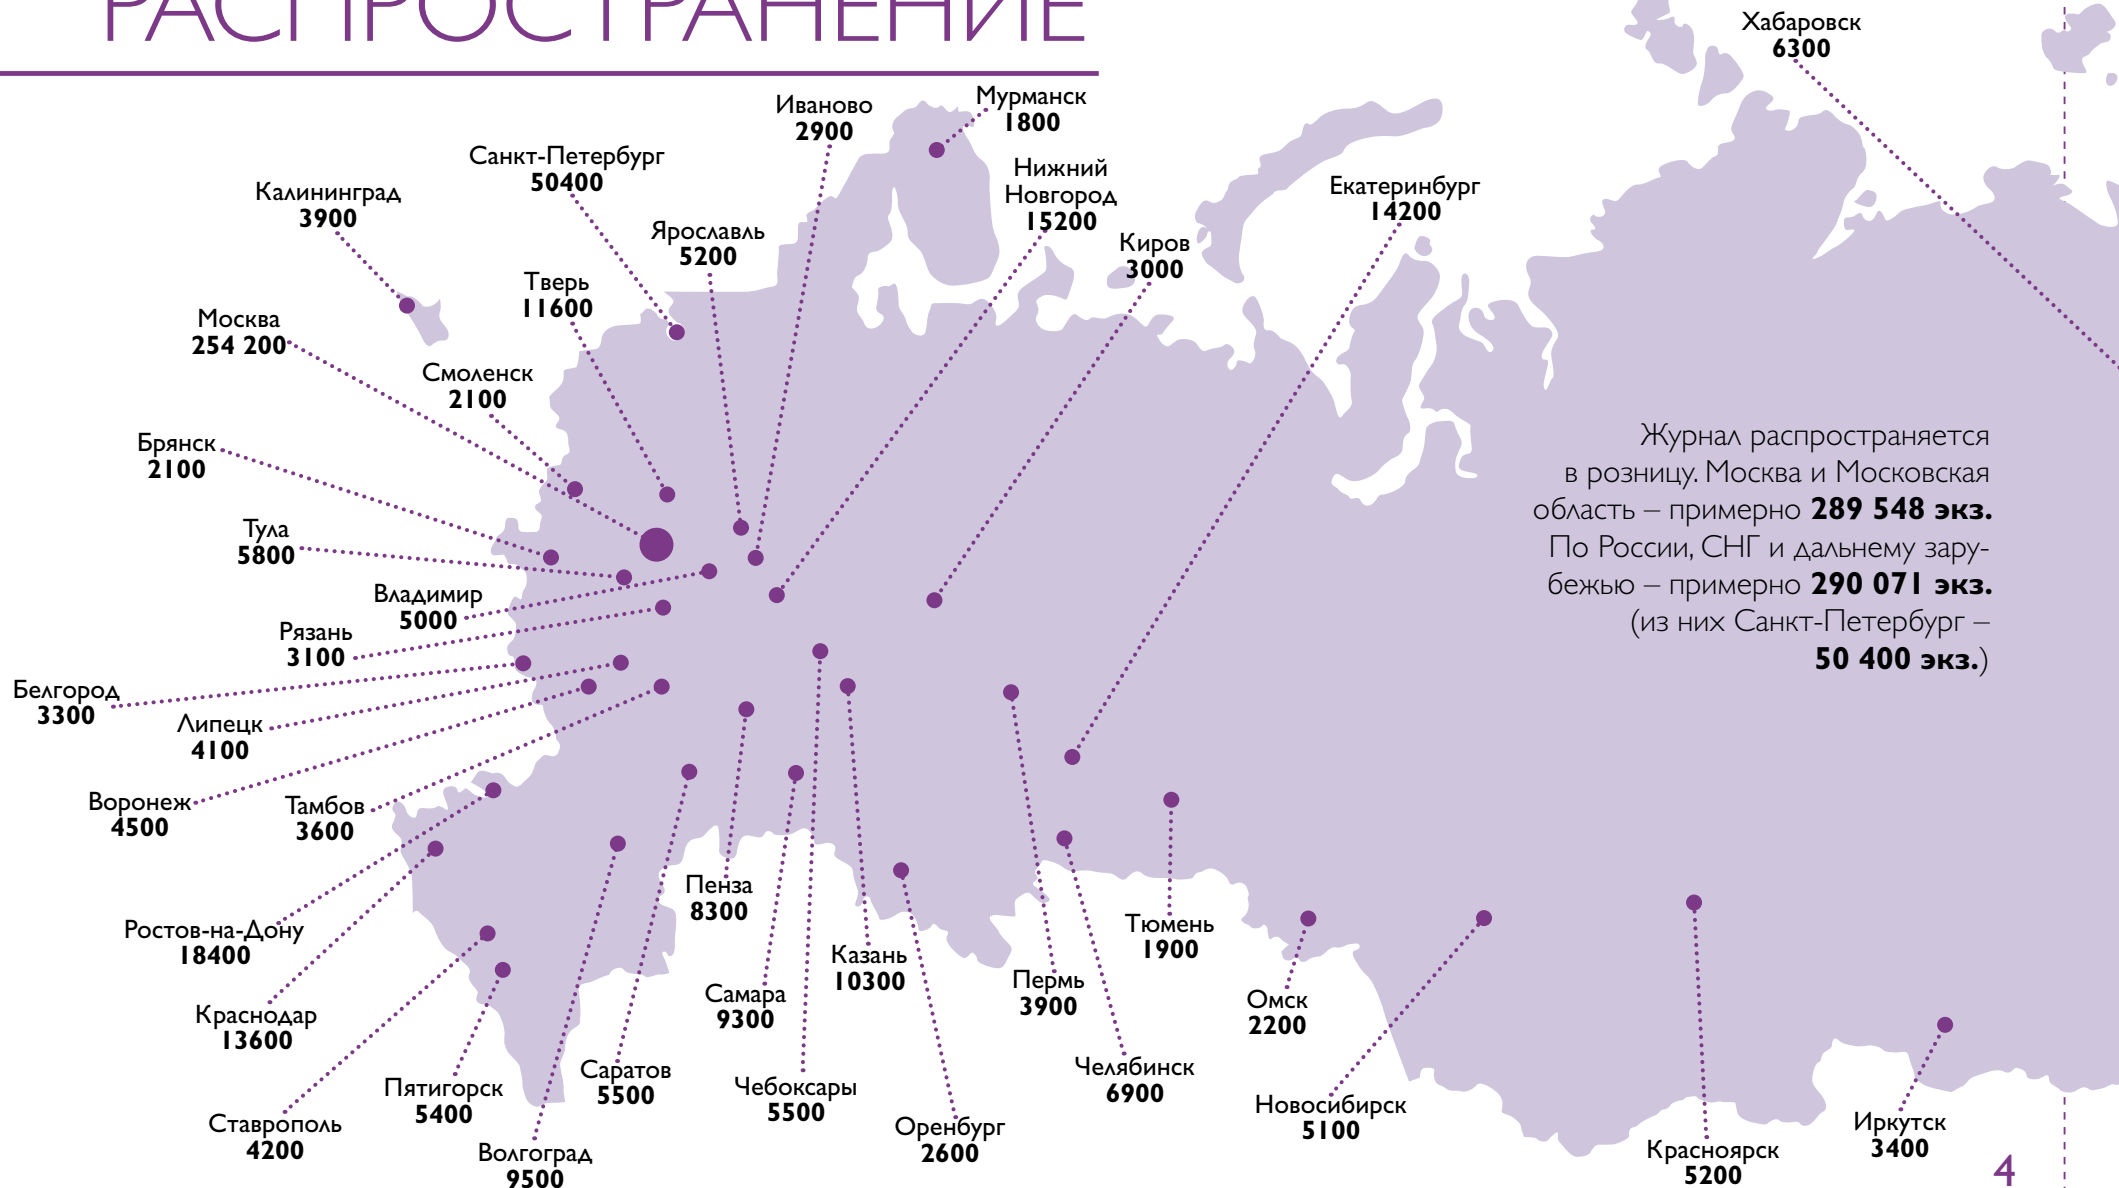 РАСПРОСТРАНЕНИЕ
Хабаровск
6300
Иваново
2900
Мурманск
1800
Санкт-Петербург
50400
Нижний
Новгород
15200
Калининград
3900
Екатеринбург
14200
Ярославль
5200
Киров
3000
Тверь
11600
Москва
254 200
Смоленск
2100
Брянск
2100
Тула
5800
Владимир
5000
Рязань
3100
Белгород
3300
Липецк
4100
Воронеж
4500
Тамбов
3600
Журнал распространяется
в розницу. Москва и Московская
область – примерно 289 548 экз.
По России, СНГ и дальнему зару-
бежью – примерно 290 071 экз.
(из них Санкт-Петербург –
50 400 экз.)
Пенза
8300
Ростов-на-Дону
18400
Казань
10300
Тюмень
1900
Самара
9300
Пермь
3900
Омск
2200
Краснодар
13600
Саратов
5500
Чебоксары
5500
Челябинск
6900
Пятигорск
5400
Новосибирск
5100
Ставрополь
4200
Оренбург
2600
Иркутск
3400
Волгоград
9500
Красноярск
5200
4